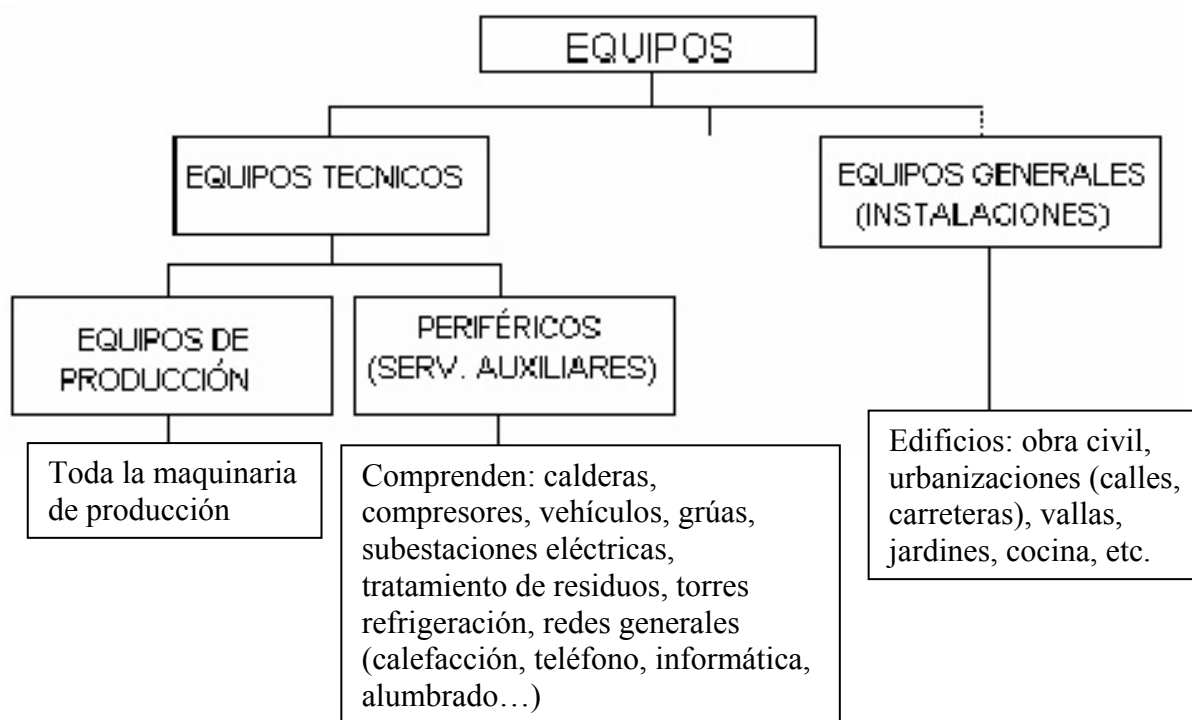 EQUIPOS
EQUIPOS TECNICOS
EQUIPOS GENERALES
(INSTALACIONES)
EQUIPOS DE
PRODUCCIÓN
PERIFÉRICOS
(SERV. AUXILIARES)
Toda la maquinaria
de producción
Comprenden: calderas,
compresores, vehículos, grúas,
subestaciones eléctricas,
tratamiento de residuos, torres
refrigeración, redes generales
(calefacción, teléfono, informática,
alumbrado…)
Edificios: obra civil,
urbanizaciones (calles,
carreteras), vallas,
jardines, cocina, etc.